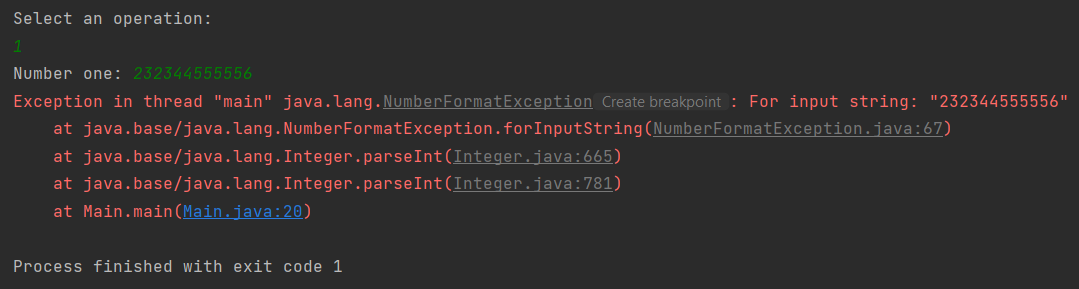 Select an operation:
1
Number one: 232344555556
Exception in thread "main" java.lang.NumberFormatException Create breakpoint : For input string: "232344555556"
at java.base/java.lang.NumberFormatException.forInputString(NumberFormatException.java:67)
at java.base/java.lang.Integer.parseInt(Integer.java:665)
at java.base/java.lang.Integer.parseInt(Integer.java:781)
at Main.main(Main.java:20)
Process finished with exit code 1